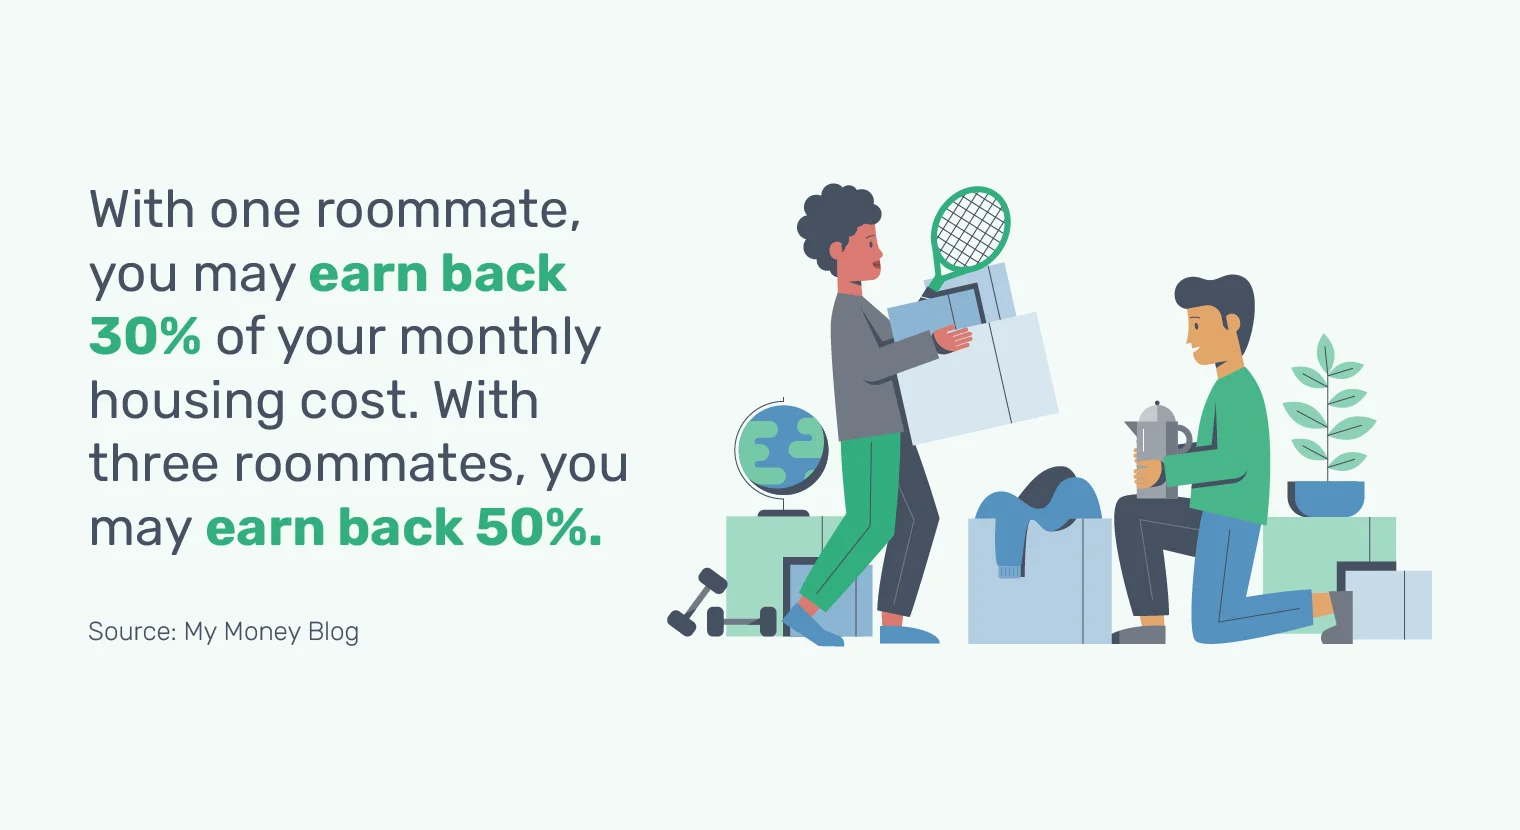 With one roommate,
you may earn back
30% of your monthly
housing cost. With
three roommates, you
may earn back 50%.
Source: My Money Blog